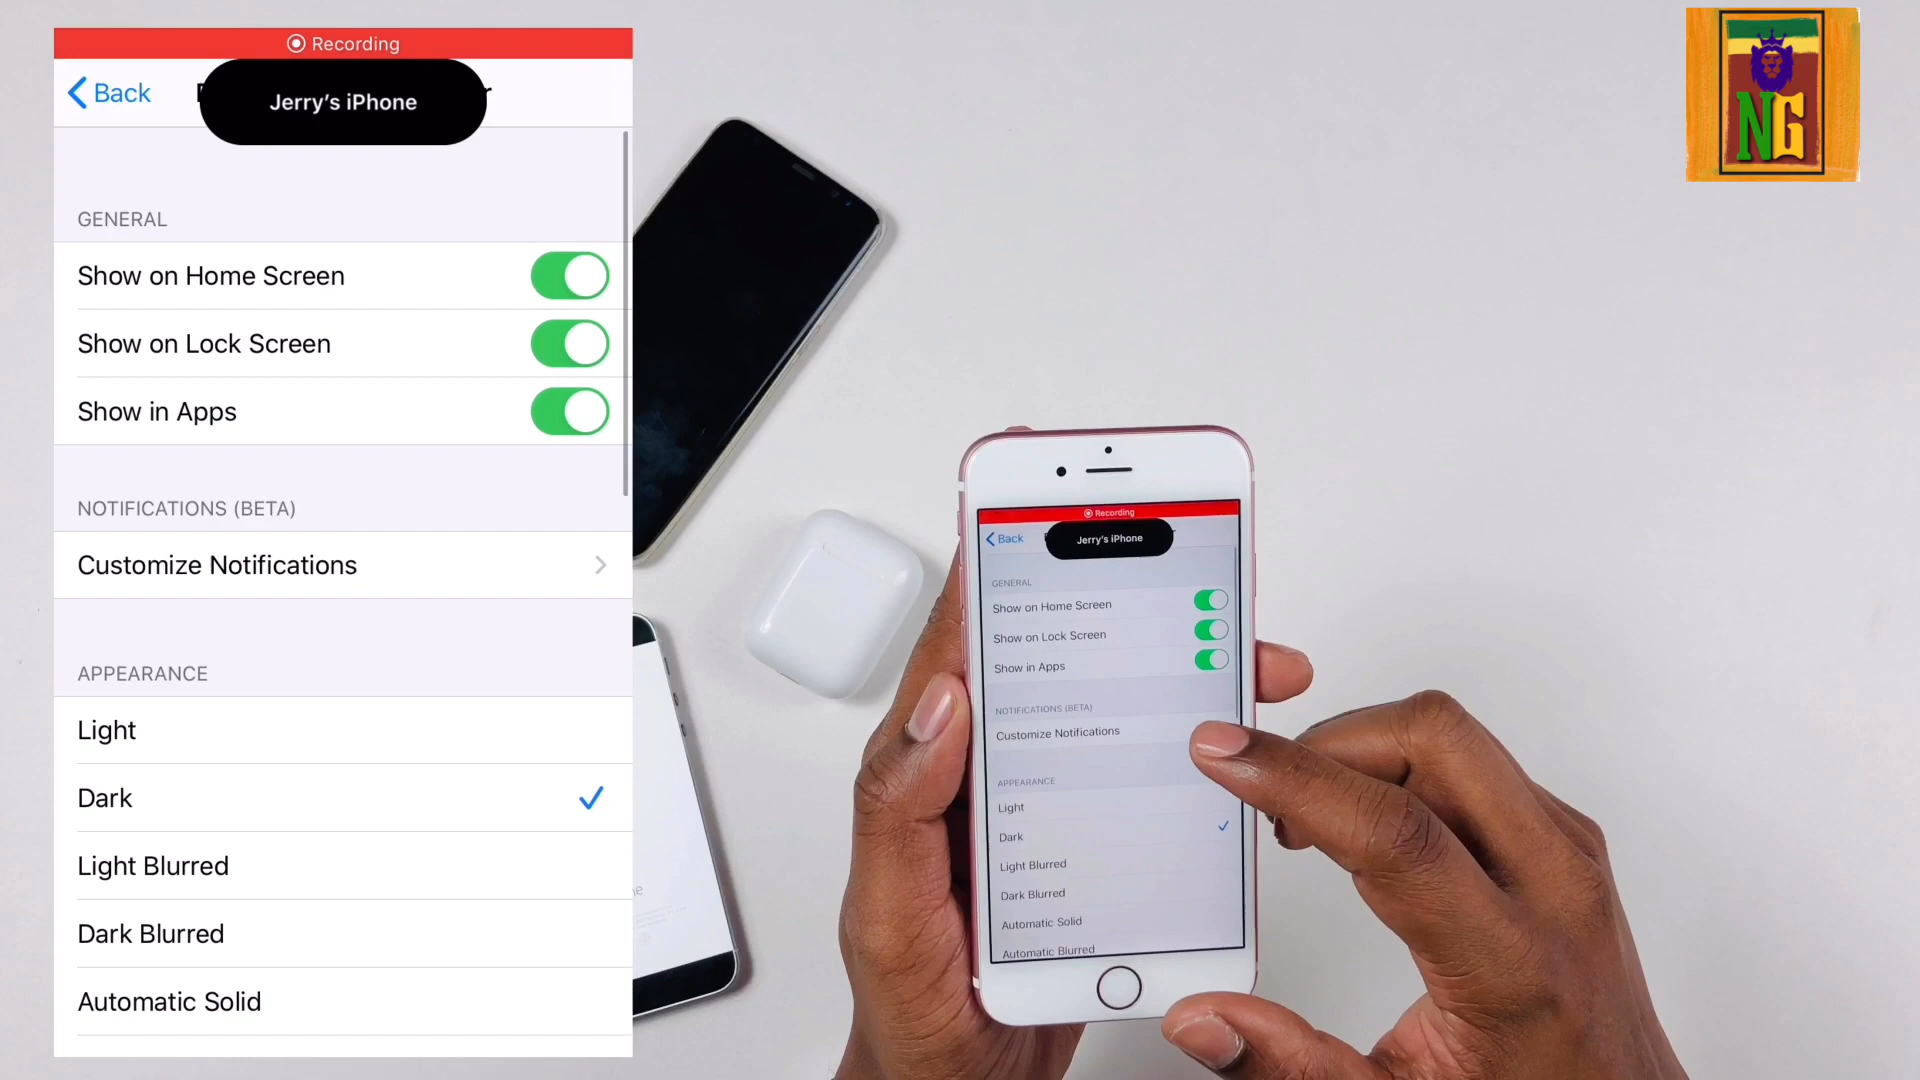 Recording
Back
Jerry's iPhone
GENERAL
Show on Home Screen
Show on Lock Screen
Show in Apps
NOTIFICATIONS (BETA)
Customize Notifications
APPEARANCE
Light
Dark
Light Blurred
Dark Blurred
Automatic Solid
NG
Recording
Back
Jerry's iPhone
GENERAL
Show on Home Screen
Show on Lock Screen
Show in Apps
NOTIFICATIONS (BETA)
Customize Notifications
APPEARANCE
Light
Dark
Light Blurred
Dark Blurred
Automatic Solid
Automatic Blurred